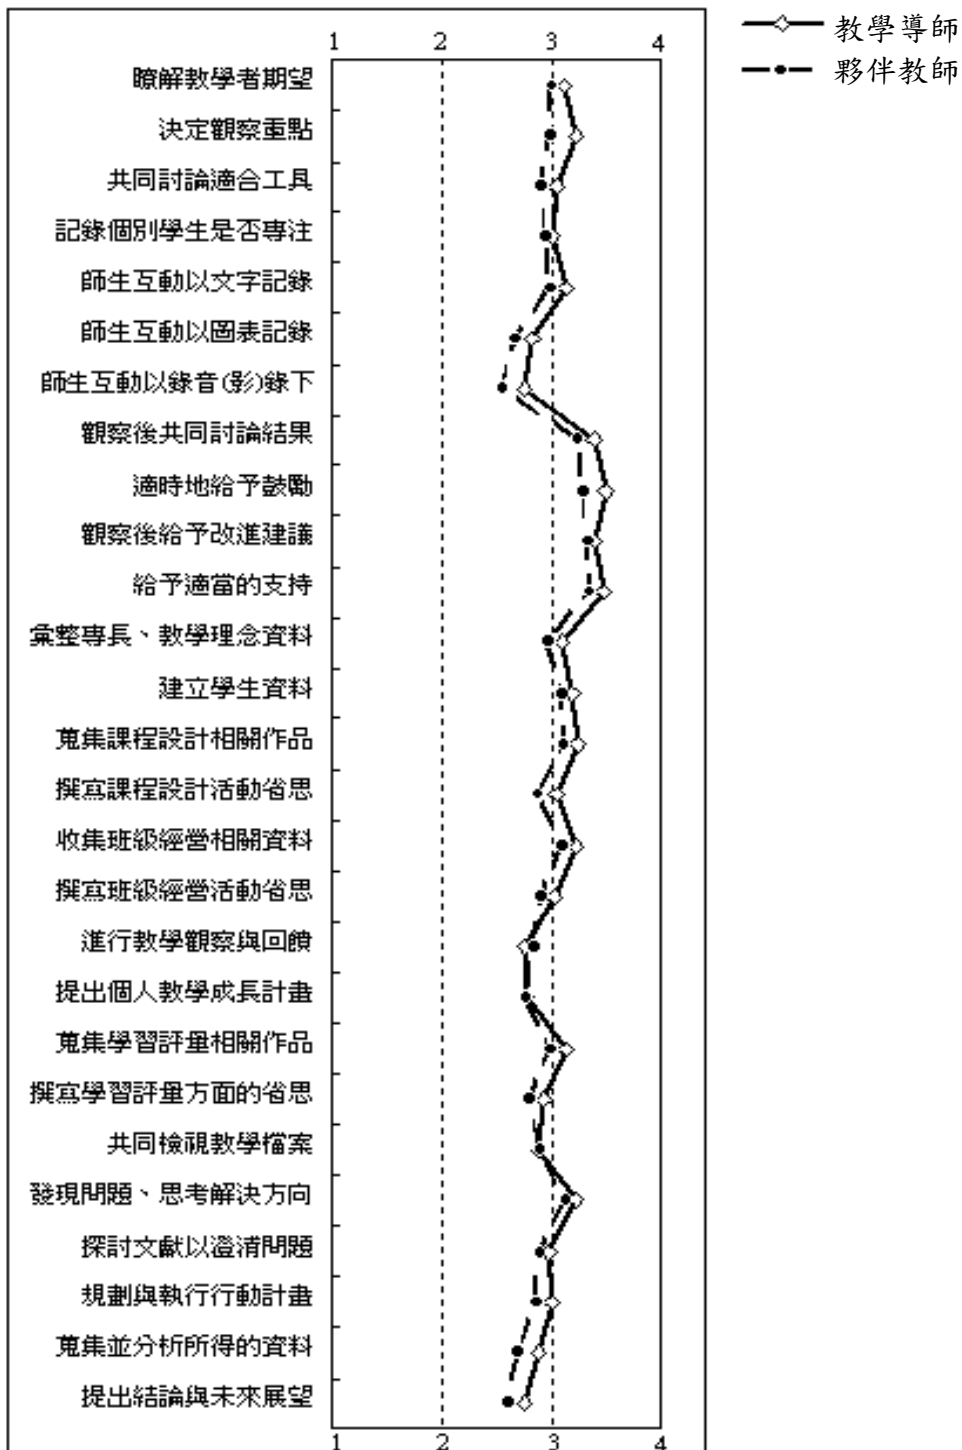 教學導師
夥伴教師
1 2 3 4
瞭解教學者期望
決定觀察重點
共同討論適合工具
記錄個別學生是否專注
師生互動以文字記錄
師生互動以圖表記錄
師生互動以錄音(影)錄下
觀察後共同討論結果
適時地給予鼓勵
觀察後給予改進建議
給予適當的支持
彙整專長、教學理念資料
建立學生資料
蒐集課程設計相關作品
撰寫課程設計活動省思
收集班級經營相關資料
撰寫班級經營活動省思
進行教學觀察與回饋
提出個人教學成長計畫
蒐集學習評量相關作品
撰寫學習評量方面的省思
共同檢視教學檔案
發現問題、思考解決方向
探討文獻以澄清問題
規劃與執行行動計畫
蒐集並分析所得的資料
提出結論與未來展望
1 2 3 4